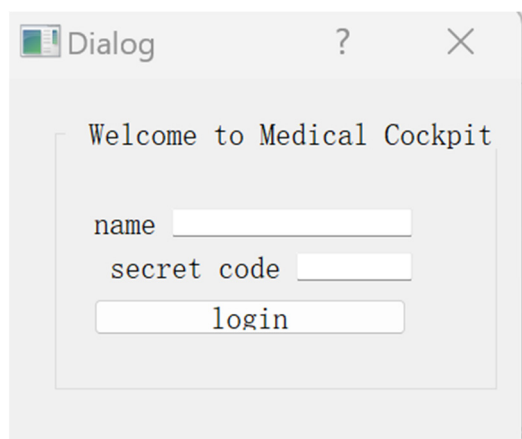 Dialog ?
Welcome to Medical Cockpit
name
secret code
login